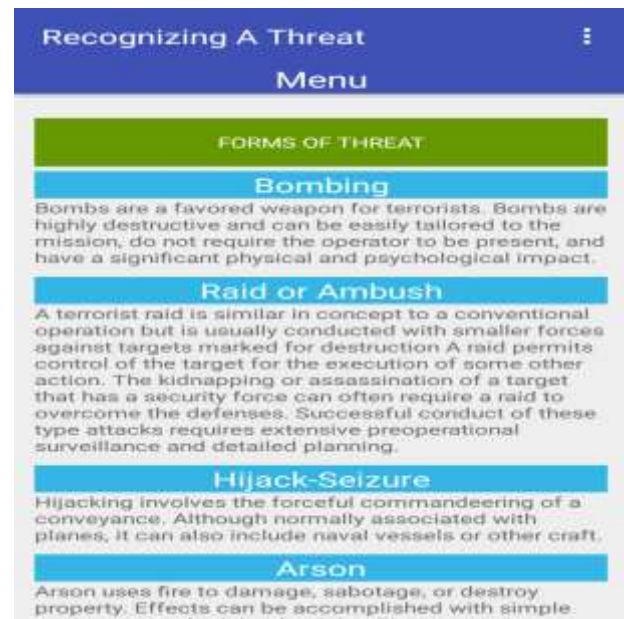 Recognizing A Threat
Menu
FORMS OF THREAT
Bombing
Bombs are a favored weapon for terrorists. Bombs are
highly destructive and can be easily tailored to the
mission, do not require the operator to be present, and
have a significant physical and psychological impact.
Raid or Ambush
A terrorist raid is similar in concept to a conventional
operation but is usually conducted with smaller forces
against targets marked for destruction A raid permits
control of the target for the execution of some other
action. The kidnapping or assassination of a target
that has a security force can often require a raid to
overcome the defenses. Successful conduct of these
type attacks requires extensive preoperational
surveillance and detailed planning.
Hijack-Seizure
Hijacking involves the forceful commandeering of a
conveyance. Although normally associated with
planes, it can also include naval vessels or other craft.
Arson
Arson uses fire to damage, sabotage, or destroy
property. Effects can be accomplished with simple